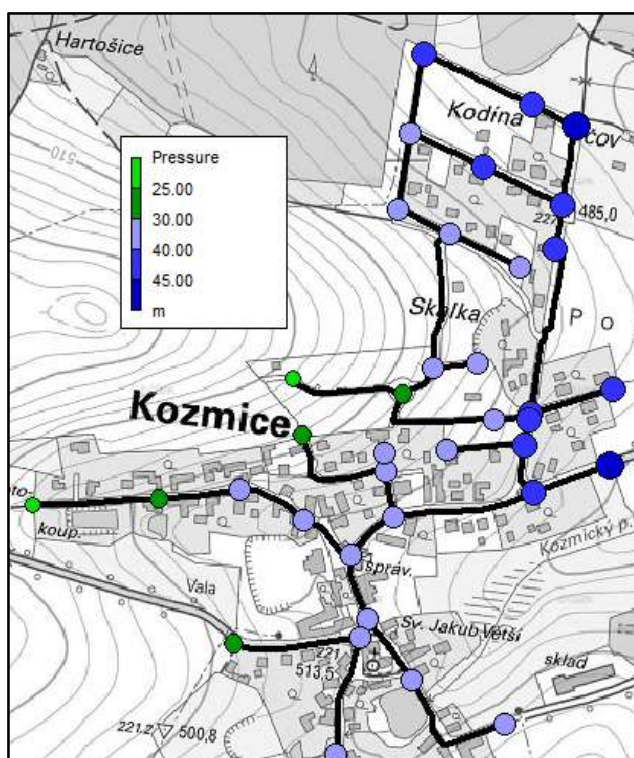 Hartošice
Kodína
ČOV
510
Pressure
25.00
30.00
40.00
45.00
m
485,0
Skalka
P o
Kozmice
koup.
Kozmický p.
Vala
správ.
Sv. Jakub Větší
221
513,5
sklad
221.2
500,8